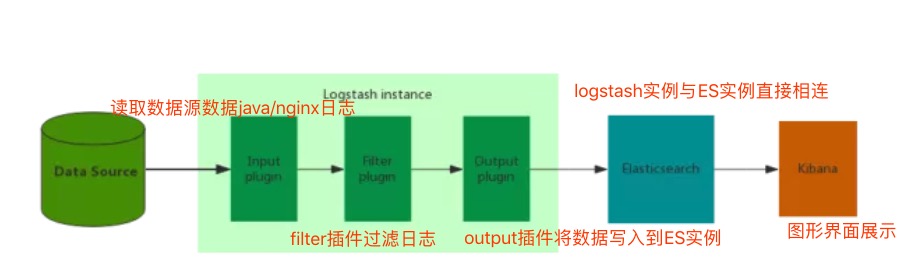 logstash实例与ES实例直接相连
Logstash instance
读取数据源数据java/nginx日志
Data Source
Input
plugin
Filter
plugin
Output
plugin
Elasticsearch
Kibana
filter插件过滤日志
output插件将数据写入到ES实例
图形界面展示